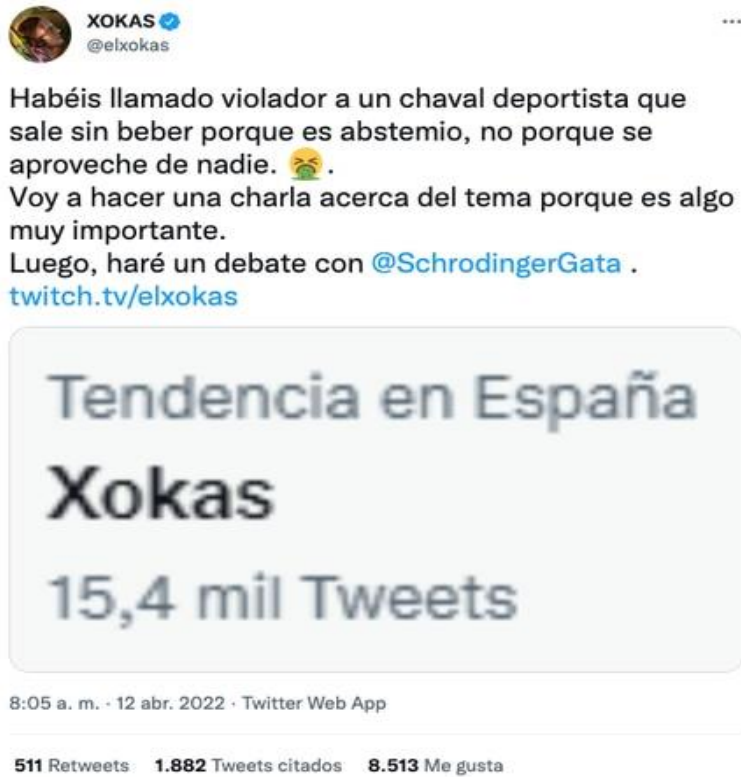 XOKAS
@elxokas
Habéis llamado violador a un chaval deportista que
sale sin beber porque es abstemio, no porque se
aproveche de nadie. 🤮.
Voy a hacer una charla acerca del tema porque es algo
muy importante.
Luego, haré un debate con @SchrodingerGata .
twitch.tv/elxokas
Tendencia en España
Xokas
15,4 mil Tweets
8:05 a. m. · 12 abr. 2022 · Twitter Web App
511 Retweets 1.882 Tweets citados 8.513 Me gusta